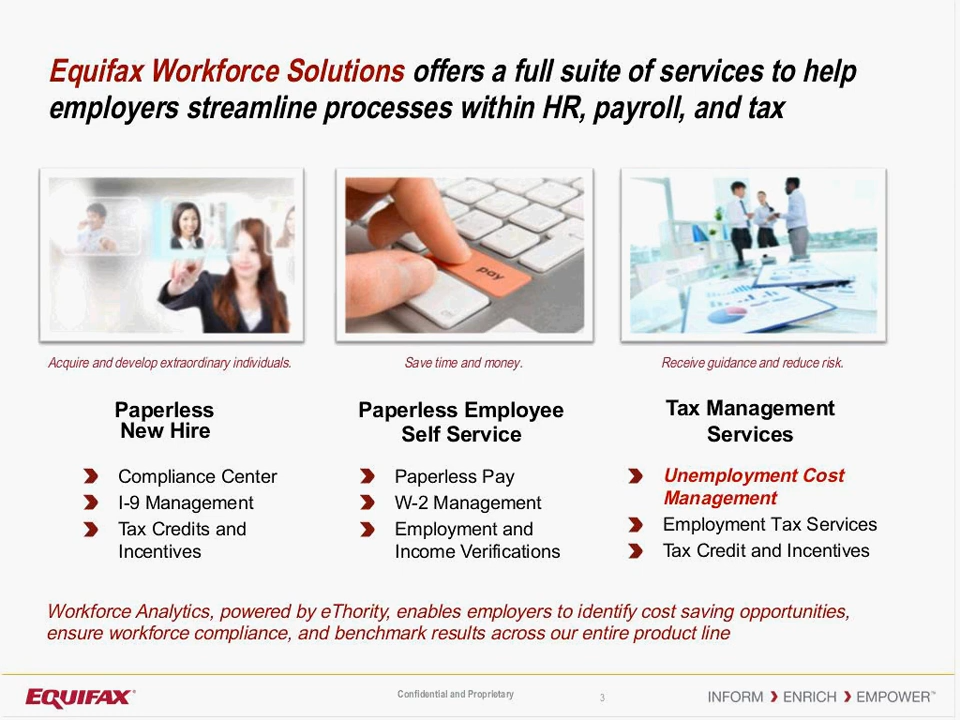 Equifax Workforce Solutions offers a full suite of services to help
employers streamline processes within HR, payroll, and tax
pay
Acquire and develop extraordinary individuals.
Save time and money.
Receive guidance and reduce risk.
Paperless
New Hire
Paperless Employee
Self Service
Tax Management
Services
Compliance Center
I-9 Management
Tax Credits and
Incentives
Paperless Pay
W-2 Management
Employment and
Income Verifications
Unemployment Cost
Management
Employment Tax Services
Tax Credit and Incentives
Workforce Analytics, powered by eThority, enables employers to identify cost saving opportunities,
ensure workforce compliance, and benchmark results across our entire product line
EQUIFAX®
Confidential and Proprietary
3
INFORM ENRICH EMPOWER™